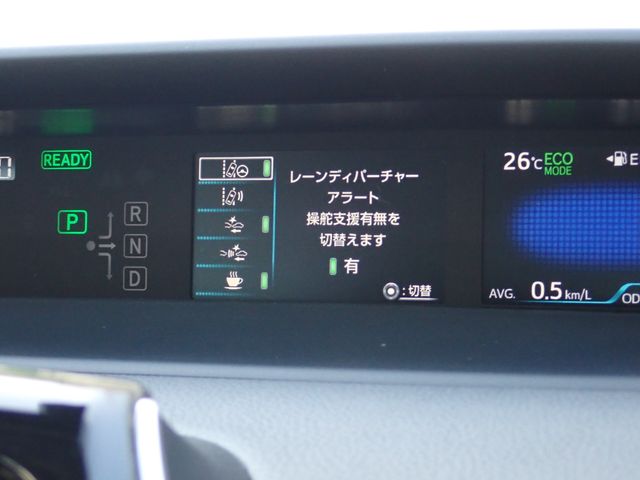 READY
P
R
N
D
レーンディパーチャー
アラート
操舵支援有無を
切替えます
有
:切替
26℃
ECO
MODE
E
AVG. 0.5 km/L
OD